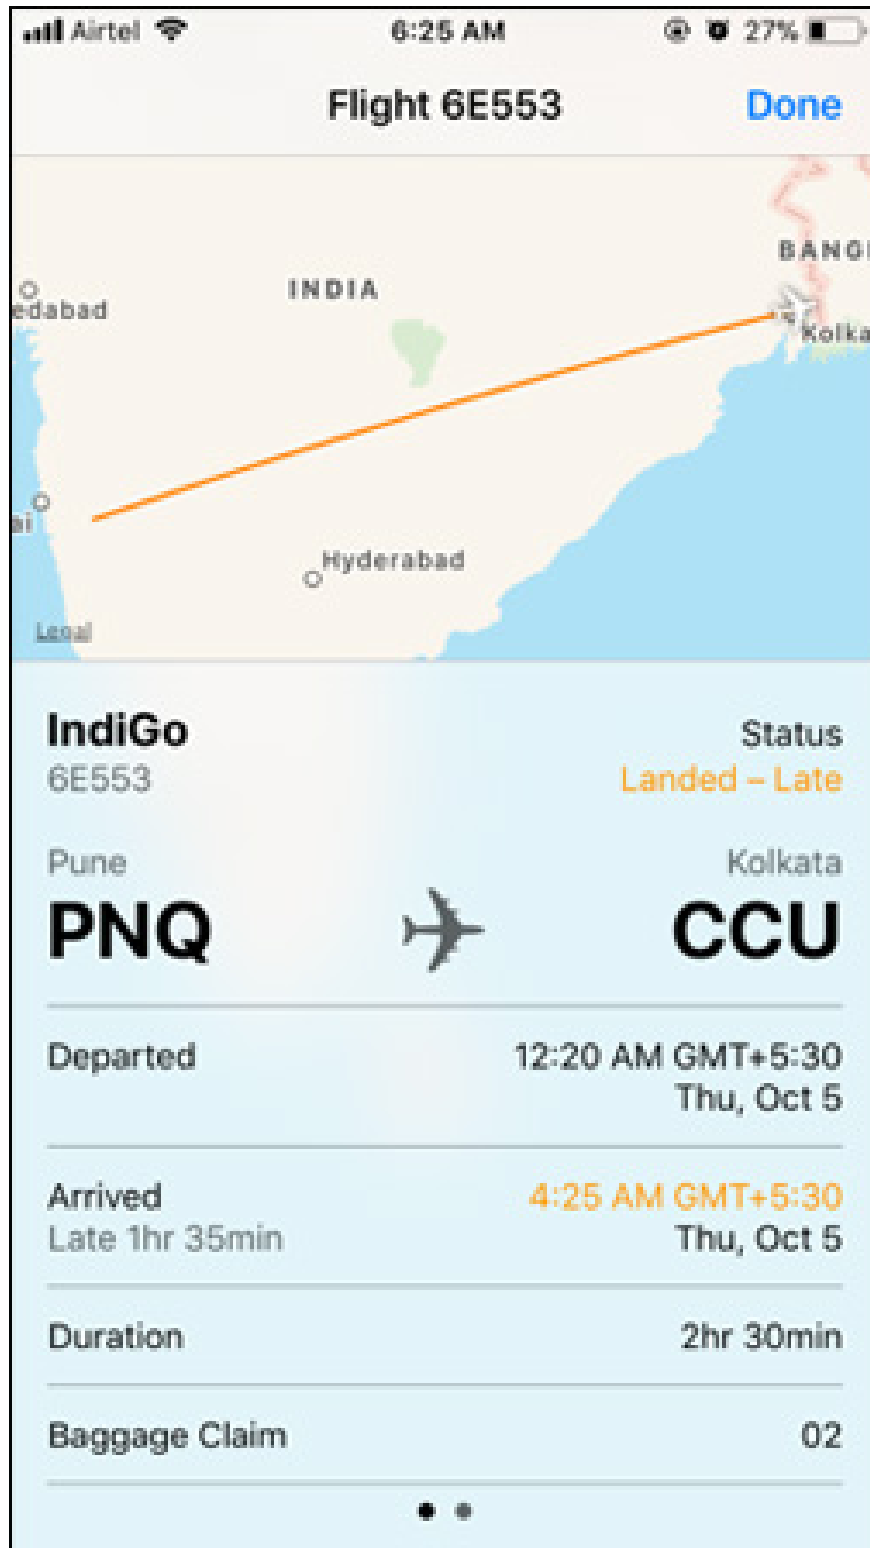 Airtel 6:25 AM 27%
Flight 6E553 Done
BANG
INDIA
edabad
Kolka
ai
Hyderabad
Legal
IndiGo Status
6E553 Landed – Late
Pune Kolkata
PNQ CCU
Departed 12:20 AM GMT+5:30
Thu, Oct 5
Arrived 4:25 AM GMT+5:30
Late 1hr 35min Thu, Oct 5
Duration 2hr 30min
Baggage Claim 02